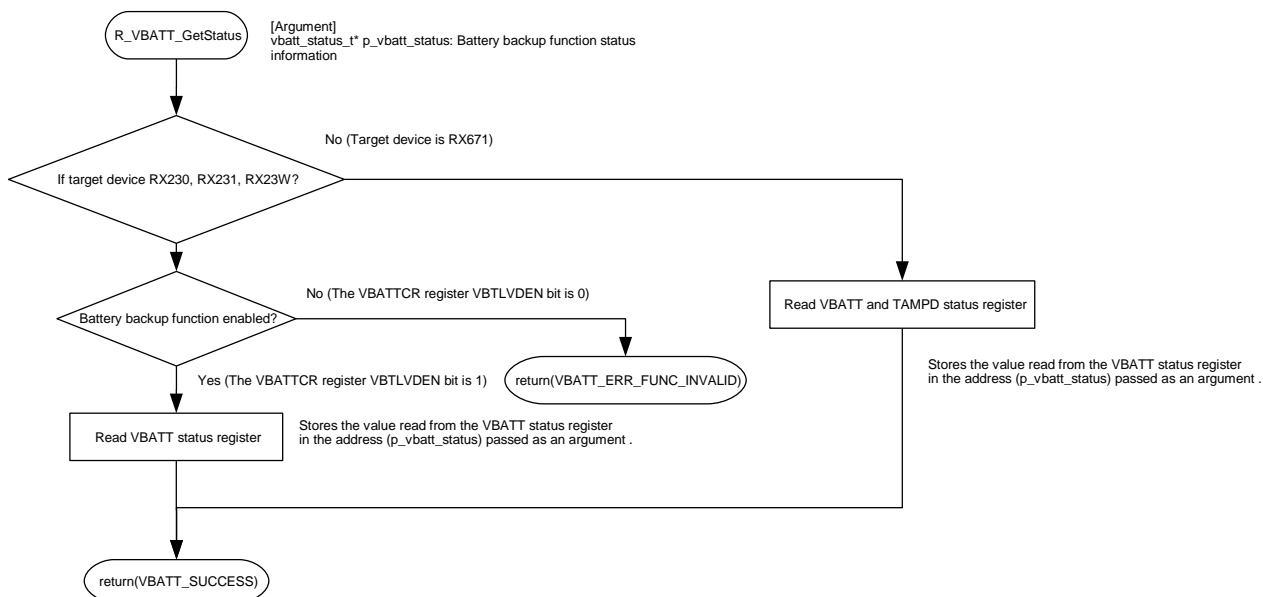 R_VBATT_GetStatus
[Argument]
vbatt_status_t* p_vbatt_status: Battery backup function status
information
No (Target device is RX671)
If target device RX230, RX231, RX23W?
No (The VBATTCR register VBTLVDEN bit is 0)
Read VBATT and TAMPD status register
Battery backup function enabled?
Stores the value read from the VBATT status register
in the address (p_vbatt_status) passed as an argument .
Yes (The VBATTCR register VBTLVDEN bit is 1)
return(VBATT_ERR_FUNC_INVALID)
Read VBATT status register
Stores the value read from the VBATT status register
in the address (p_vbatt_status) passed as an argument .
return(VBATT_SUCCESS)